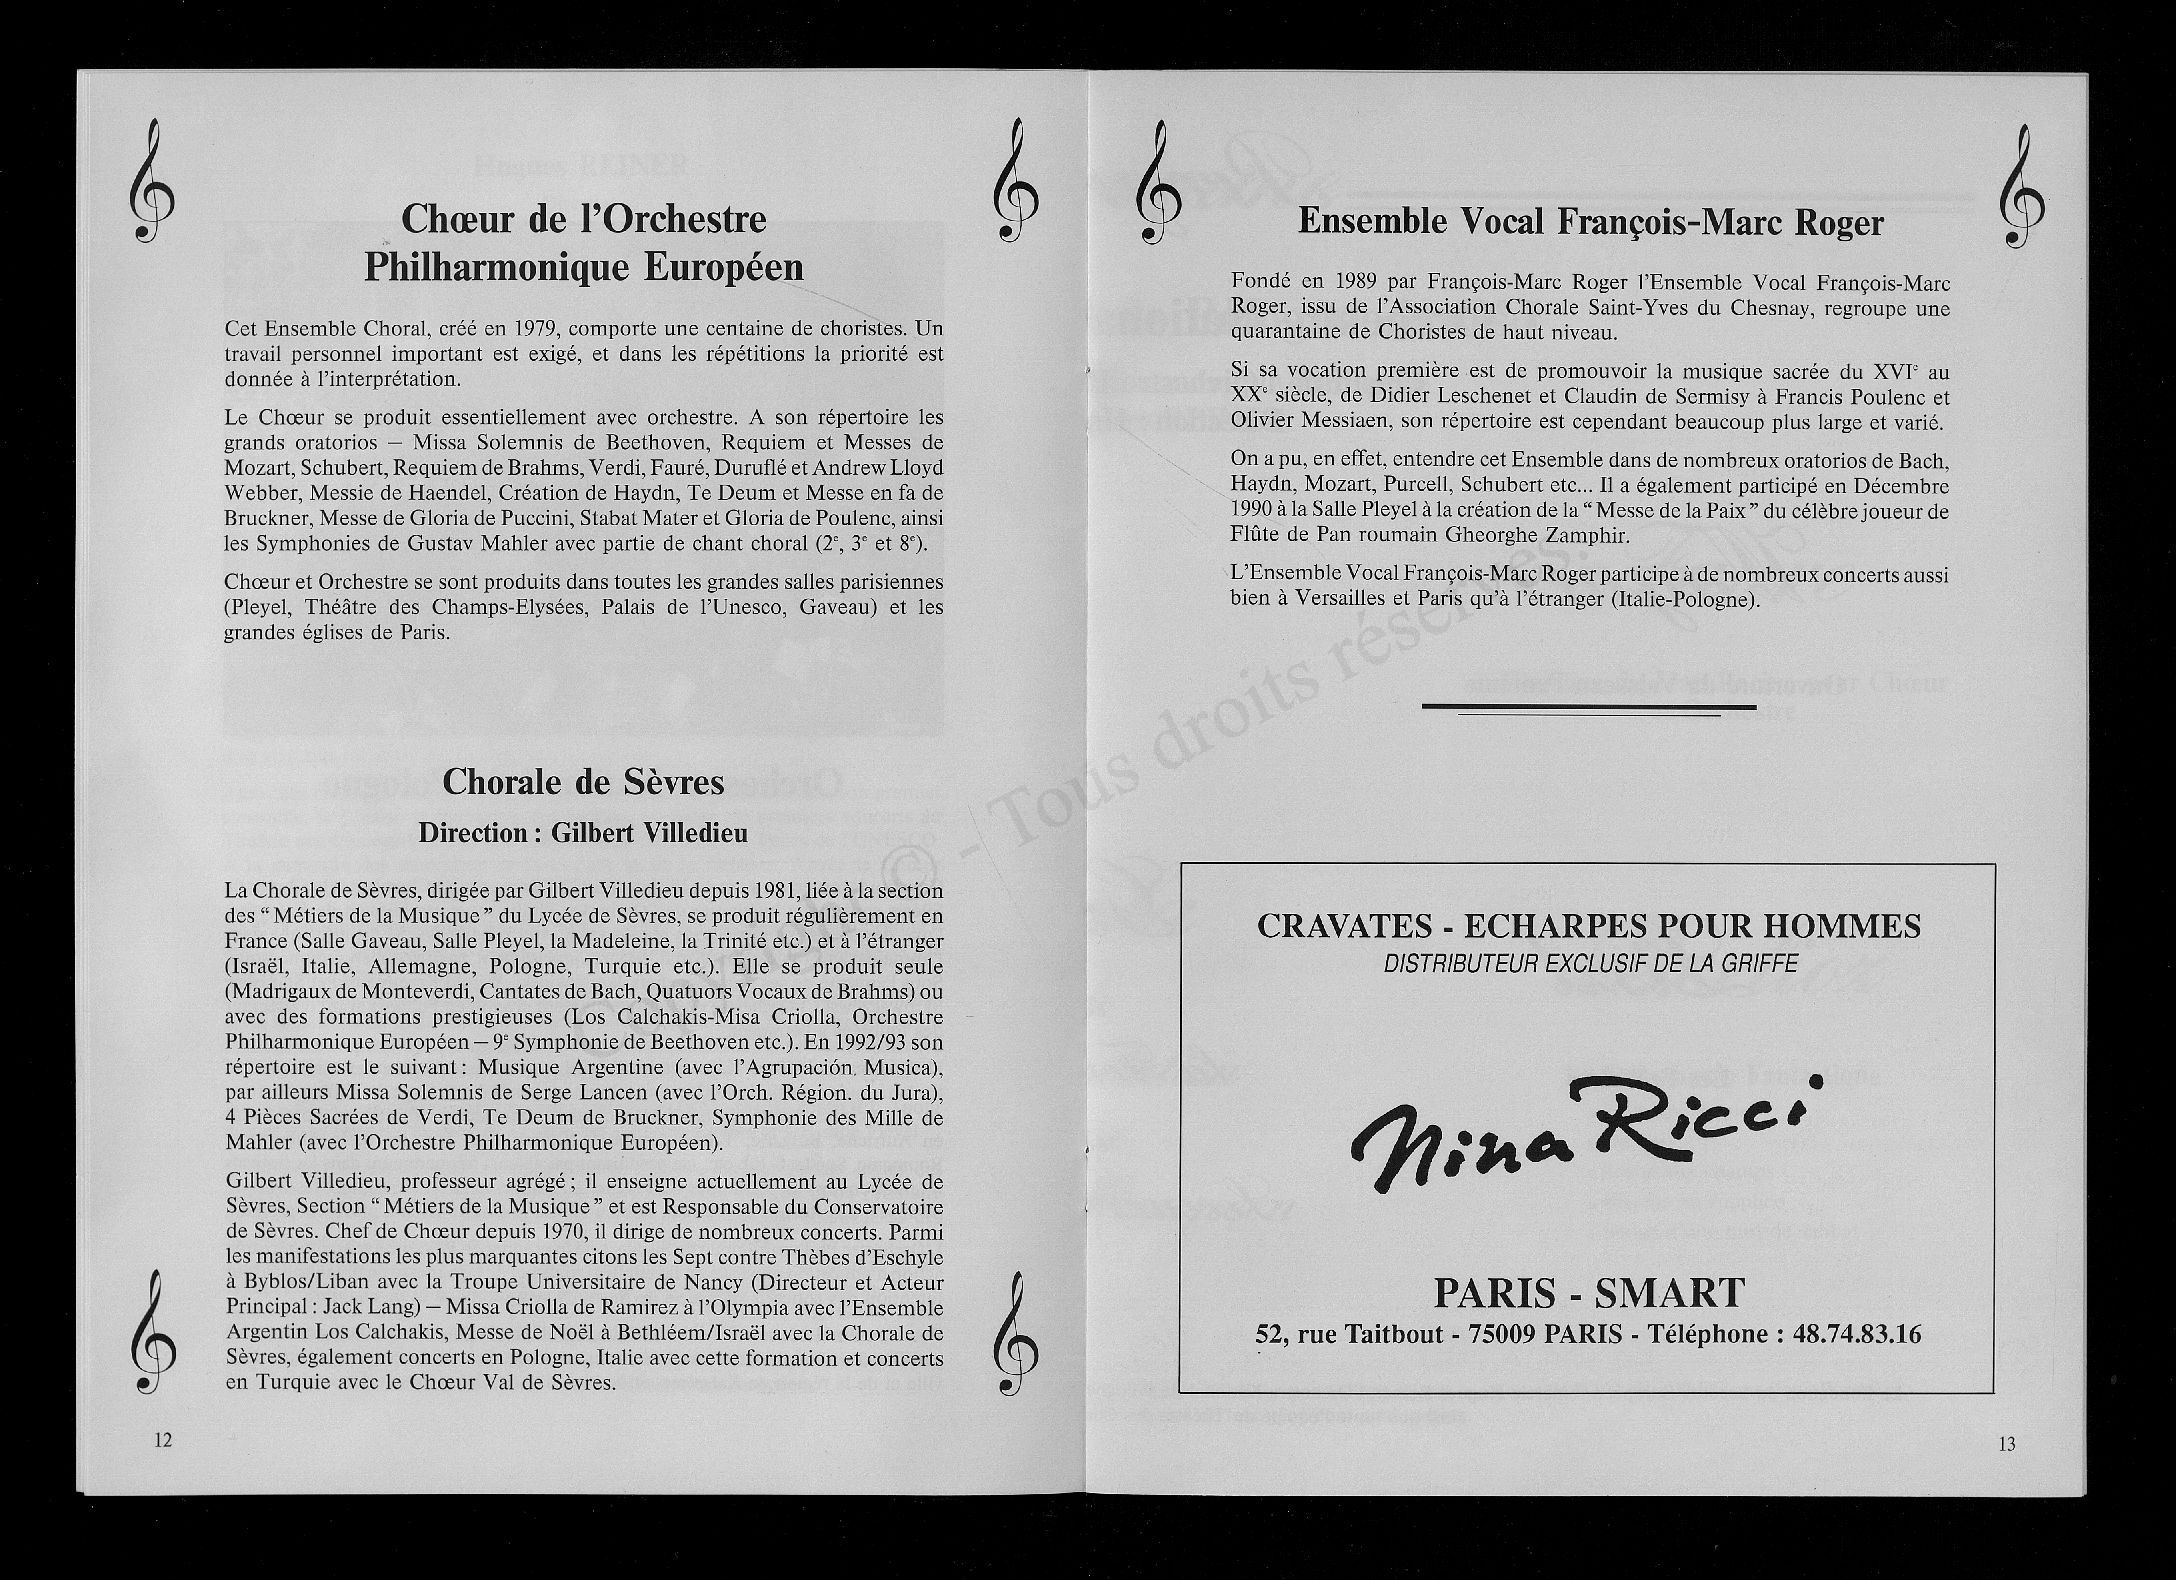 Chœur de l'Orchestre
Philharmonique Européen
Cet Ensemble Choral, créé en 1979, comporte une centaine de choristes. Un
travail personnel important est exigé, et dans les répétitions la priorité est
donnée à l'interprétation.
Le Chœur se produit essentiellement avec orchestre. A son répertoire les
grands oratorios — Missa Solemnis de Beethoven, Requiem et Messes de
Mozart, Schubert, Requiem de Brahms, Verdi, Fauré, Duruflé et Andrew Lloyd
Webber, Messie de Haendel, Création de Haydn, Te Deum et Messe en fa de
Bruckner, Messe de Gloria de Puccini, Stabat Mater et Gloria de Poulenc, ainsi
les Symphonies de Gustav Mahler avec partie de chant choral (2e, 3e et 8e).
Chœur et Orchestre se sont produits dans toutes les grandes salles parisiennes
(Pleyel, Théâtre des Champs-Elysées, Palais de l'Unesco, Gaveau) et les
grandes églises de Paris.
Chorale de Sèvres
Direction : Gilbert Villedieu
La Chorale de Sèvres, dirigée par Gilbert Villedieu depuis 1981, liée à la section
des “ Métiers de la Musique ” du Lycée de Sèvres, se produit régulièrement en
France (Salle Gaveau, Salle Pleyel, la Madeleine, la Trinité etc.) et à l'étranger
(Israël, Italie, Allemagne, Pologne, Turquie etc.). Elle se produit seule
(Madrigaux de Monteverdi, Cantates de Bach, Quatuors Vocaux de Brahms) ou
avec des formations prestigieuses (Los Calchakis-Misa Criolla, Orchestre
Philharmonique Européen — 9e Symphonie de Beethoven etc.). En 1992/93 son
répertoire est le suivant : Musique Argentine (avec l'Agrupación Musica),
par ailleurs Missa Solemnis de Serge Lancen (avec l'Orch. Région. du Jura),
4 Pièces Sacrées de Verdi, Te Deum de Bruckner, Symphonie des Mille de
Mahler (avec l'Orchestre Philharmonique Européen).
Gilbert Villedieu, professeur agrégé ; il enseigne actuellement au Lycée de
Sèvres, Section “ Métiers de la Musique ” et est Responsable du Conservatoire
de Sèvres. Chef de Chœur depuis 1970, il dirige de nombreux concerts. Parmi
les manifestations les plus marquantes citons les Sept contre Thèbes d'Eschyle
à Byblos/Liban avec la Troupe Universitaire de Nancy (Directeur et Acteur
Principal : Jack Lang) — Missa Criolla de Ramirez à l'Olympia avec l'Ensemble
Argentin Los Calchakis, Messe de Noël à Bethléem/Israël avec la Chorale de
Sèvres, également concerts en Pologne, Italie avec cette formation et concerts
en Turquie avec le Chœur Val de Sèvres.
12
Ensemble Vocal François-Marc Roger
Fondé en 1989 par François-Marc Roger l'Ensemble Vocal François-Marc
Roger, issu de l'Association Chorale Saint-Yves du Chesnay, regroupe une
quarantaine de Choristes de haut niveau.
Si sa vocation première est de promouvoir la musique sacrée du XVIe au
XXe siècle, de Didier Leschenet et Claudin de Sermisy à Francis Poulenc et
Olivier Messiaen, son répertoire est cependant beaucoup plus large et varié.
On a pu, en effet, entendre cet Ensemble dans de nombreux oratorios de Bach,
Haydn, Mozart, Purcell, Schubert etc... Il a également participé en Décembre
1990 à la Salle Pleyel à la création de la “ Messe de la Paix ” du célèbre joueur de
Flûte de Pan roumain Gheorghe Zamphir.
L'Ensemble Vocal François-Marc Roger participe à de nombreux concerts aussi
bien à Versailles et Paris qu'à l'étranger (Italie-Pologne).
CRAVATES - ECHARPES POUR HOMMES
DISTRIBUTEUR EXCLUSIF DE LA GRIFFE
Nina Ricci
PARIS - SMART
52, rue Taitbout - 75009 PARIS - Téléphone : 48.74.83.16
13
Copyright © - Tous droits réservés.